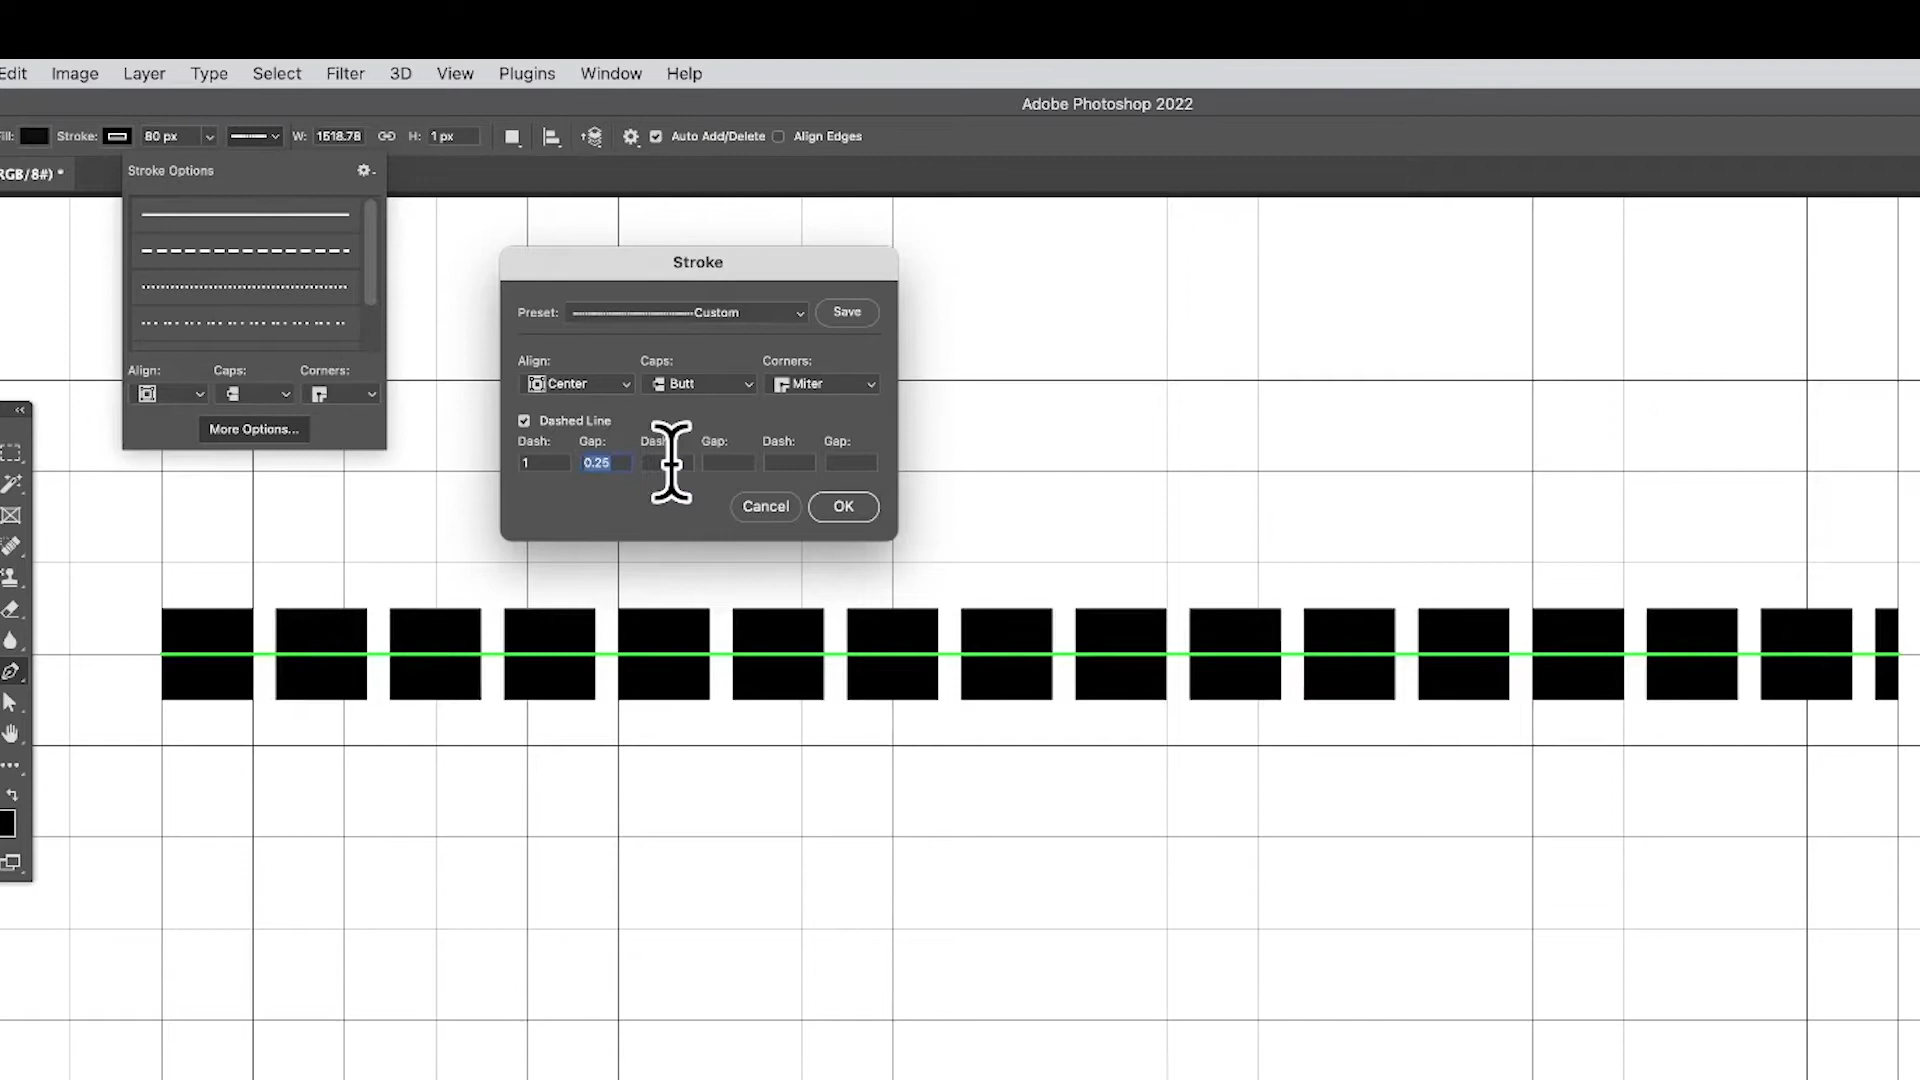 Edit Image Layer Type Select Filter 3D View Plugins Window Help
Adobe Photoshop 2022
Fill: Stroke: 80 px W: 1518.78 H: 1 px Auto Add/Delete Align Edges
RGB/8#) *
Stroke Options
Align: Caps: Corners:
More Options...
Stroke
Preset: Custom Save
Align: Caps: Corners:
Center Butt Miter
Dashed Line
Dash: Gap: Dash: Gap: Dash: Gap:
1 0.25
Cancel OK